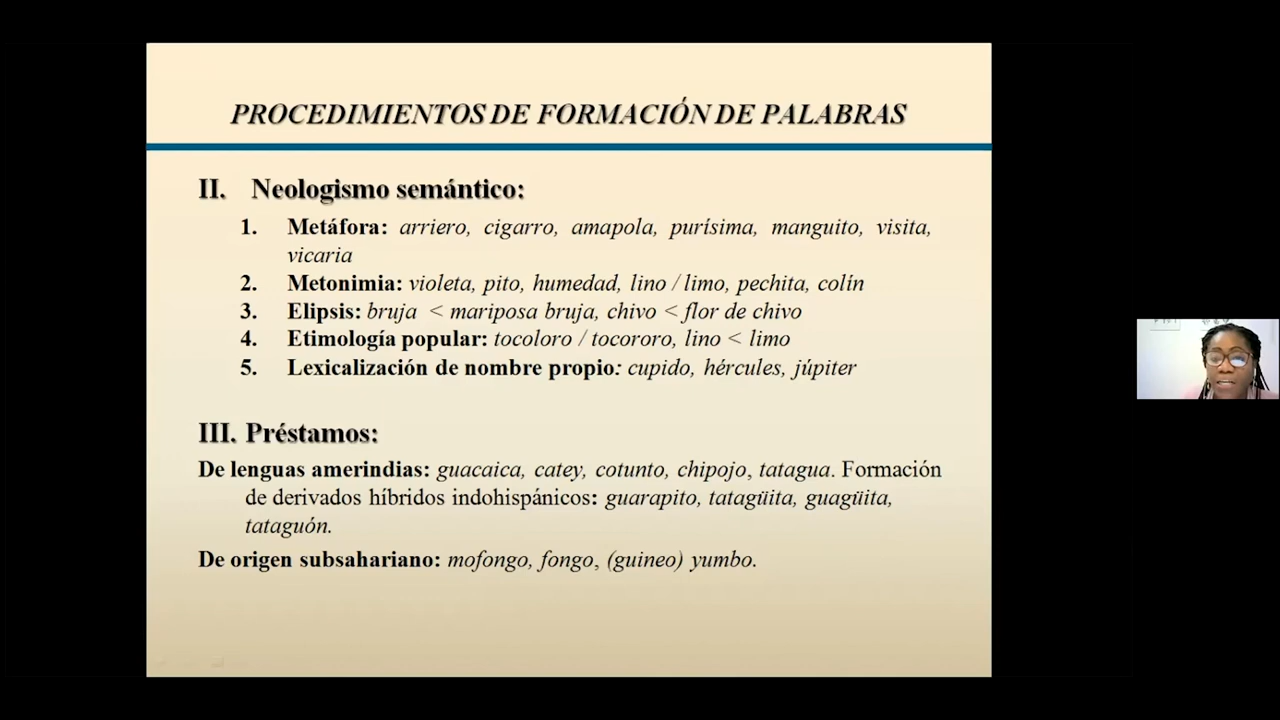 PROCEDIMIENTOS DE FORMACIÓN DE PALABRAS
II. Neologismo semántico:
1. Metáfora: arriero, cigarro, amapola, purísima, manguito, visita,
vicaria
2. Metonimia: violeta, pito, humedad, lino / limo, pechita, colín
3. Elipsis: bruja < mariposa bruja, chivo < flor de chivo
4. Etimología popular: tocoloro / tocororo, lino < limo
5. Lexicalización de nombre propio: cupido, hércules, júpiter
III. Préstamos:
De lenguas amerindias: guacaica, catey, cotunto, chipojo, tatagua. Formación
de derivados híbridos indohispánicos: guarapito, tatagüita, guagüita,
tataguón.
De origen subsahariano: mofongo, fongo, (guineo) yumbo.